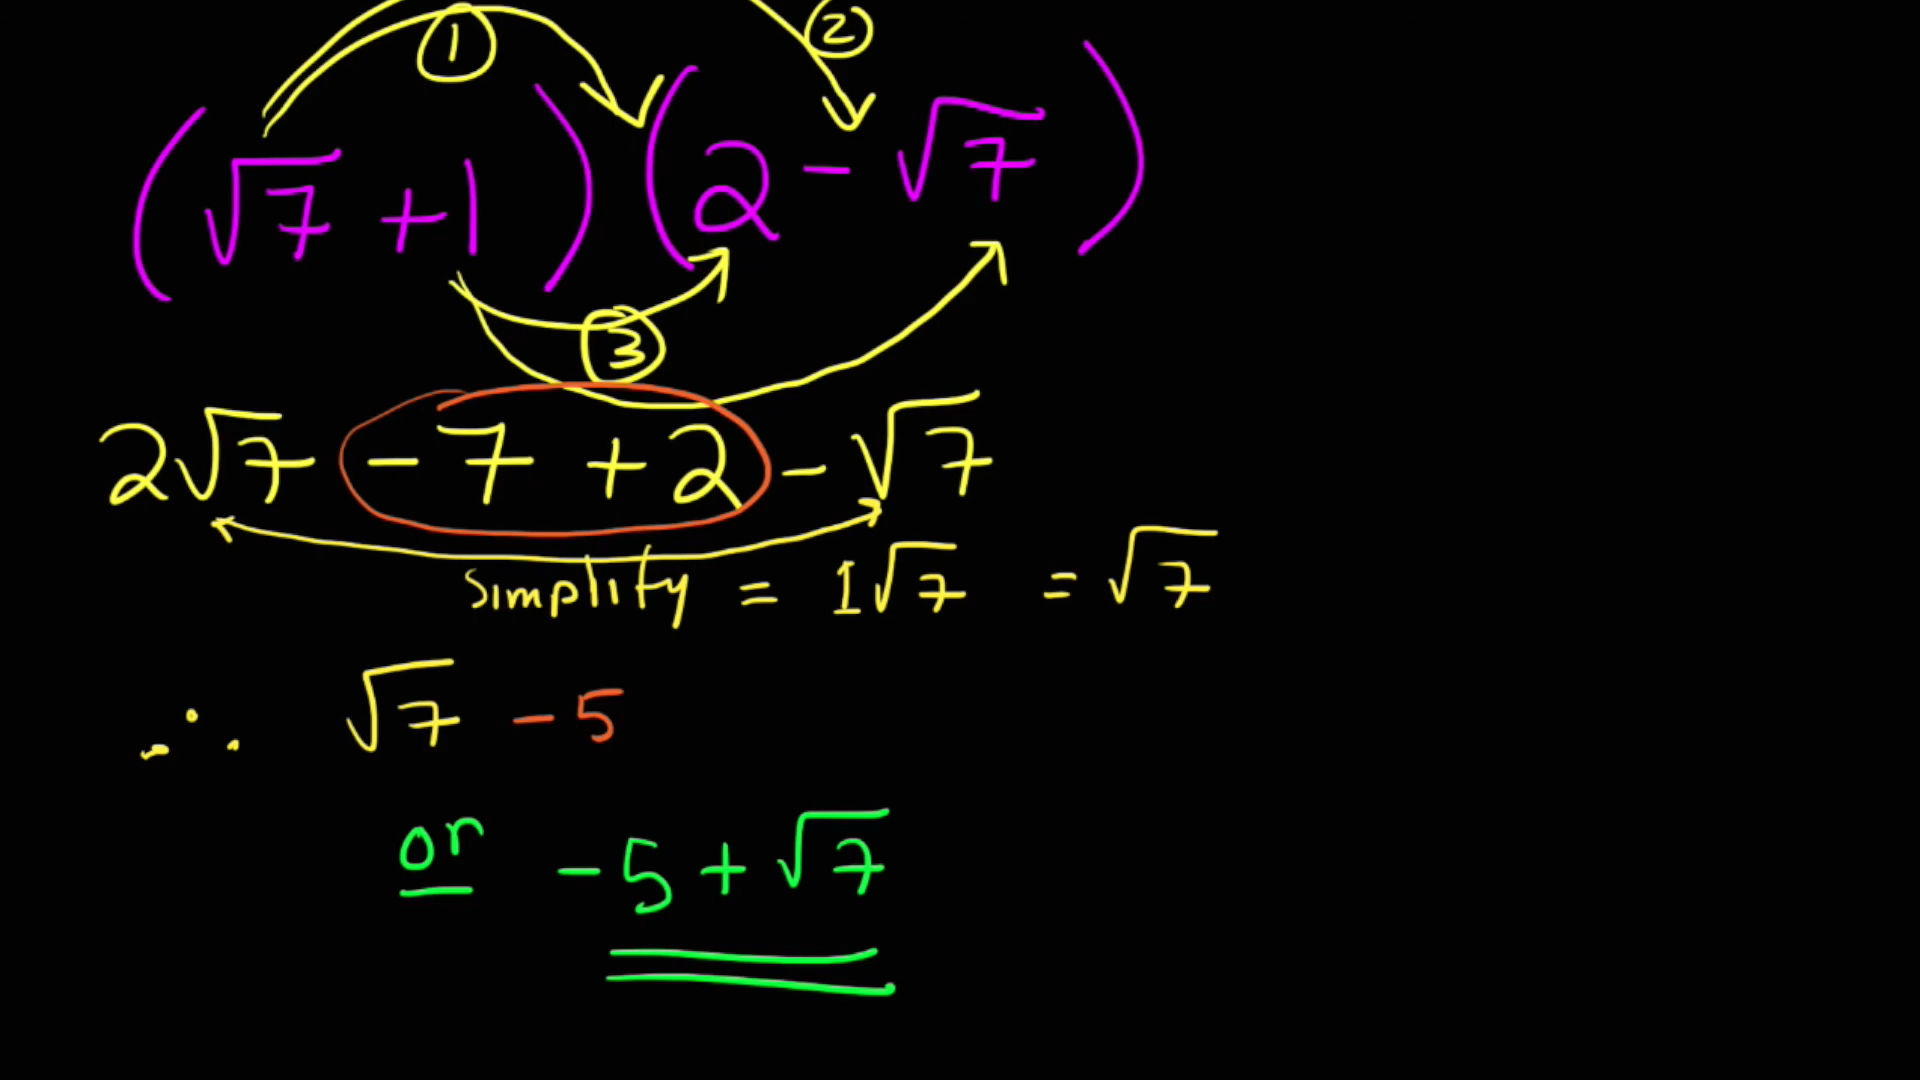 1 2
(√7 + 1) (2 - √7)
3
2√7 - 7 + 2 - √7
Simplify = 1√7 = √7
∴ √7 - 5
or - 5 + √7